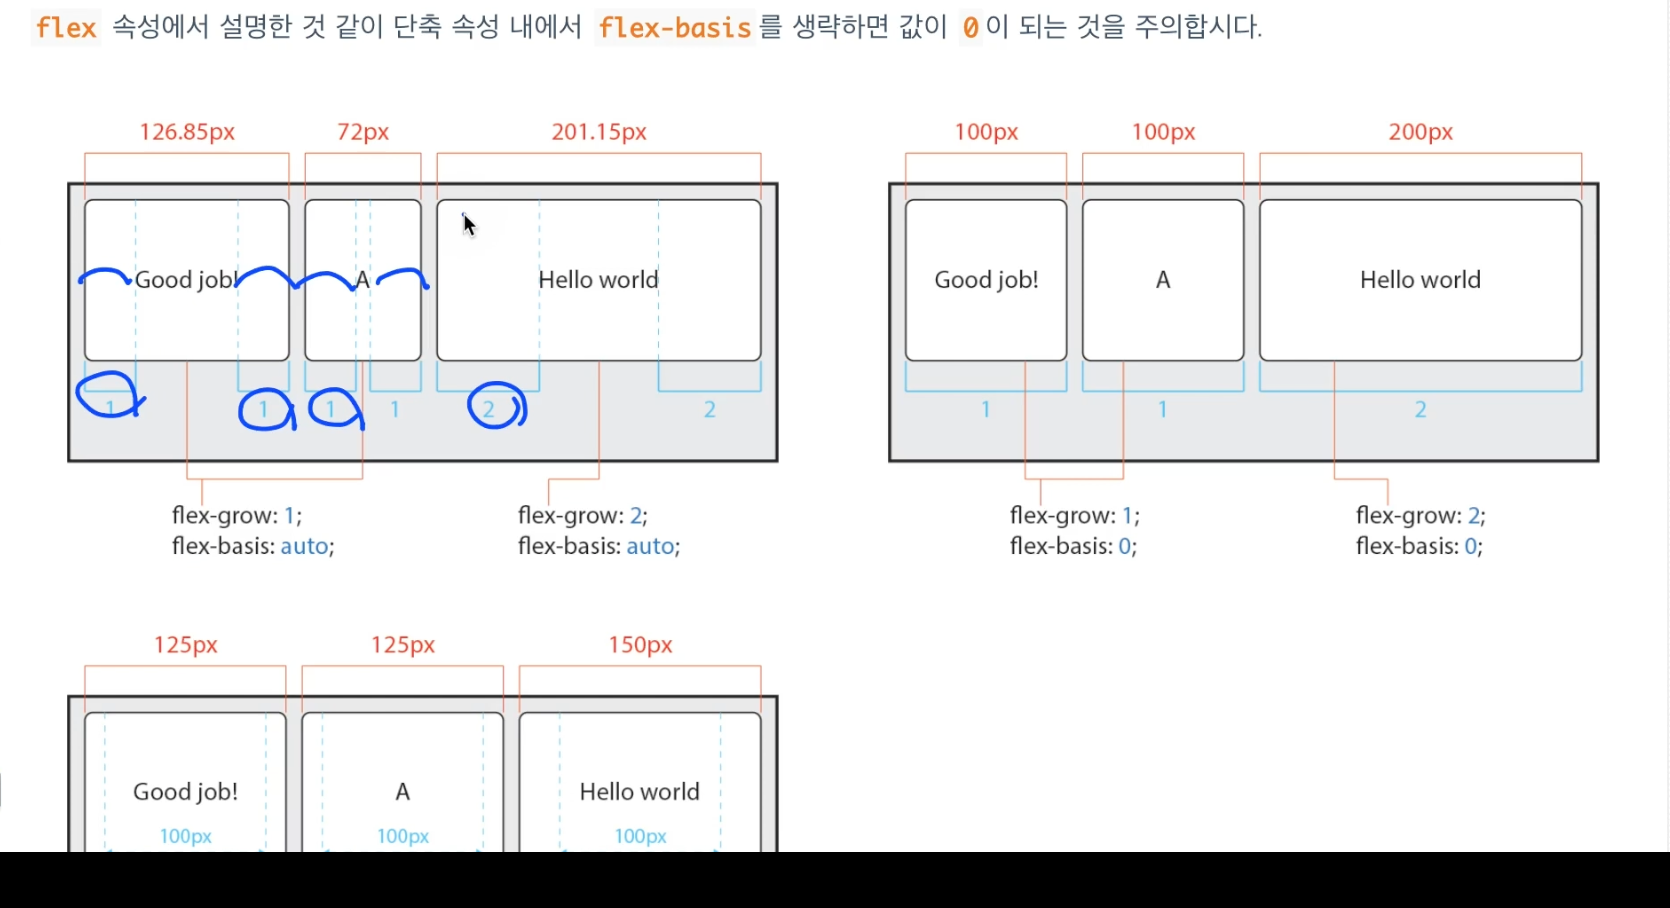 flex 속성에서 설명한 것 같이 단축 속성 내에서 flex-basis를 생략하면 값이 0이 되는 것을 주의합시다.
126.85px 72px 201.15px
Good job! A Hello world
1 1 1 1 2 2
flex-grow: 1;
flex-basis: auto;
flex-grow: 2;
flex-basis: auto;
100px 100px 200px
Good job! A Hello world
1 1 2
flex-grow: 1;
flex-basis: 0;
flex-grow: 2;
flex-basis: 0;
125px 125px 150px
Good job! A Hello world
100px 100px 100px